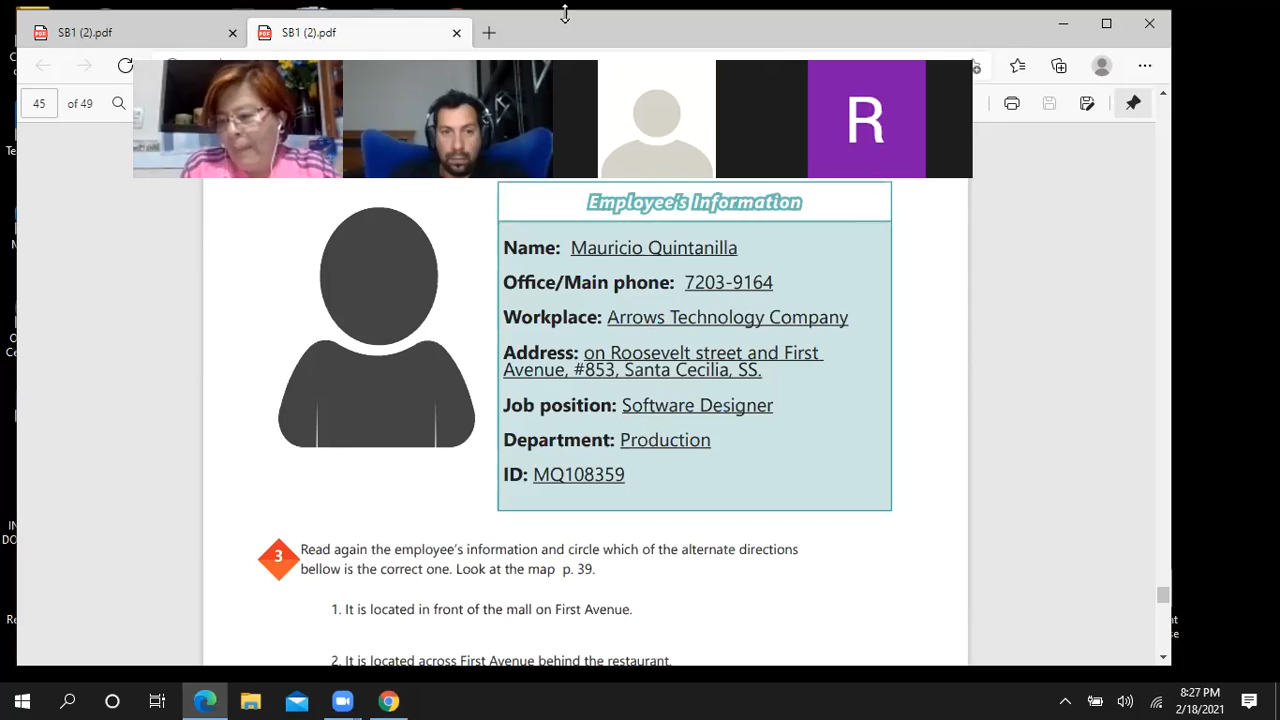 SB1 (2).pdf
SB1 (2).pdf
45 of 49
R
Employee's Information
Name: Mauricio Quintanilla
Office/Main phone: 7203-9164
Workplace: Arrows Technology Company
Address: on Roosevelt street and First
Avenue, #853, Santa Cecilia, SS.
Job position: Software Designer
Department: Production
ID: MQ108359
3
Read again the employee's information and circle which of the alternate directions
bellow is the correct one. Look at the map p. 39.
1. It is located in front of the mall on First Avenue.
2. It is located across First Avenue behind the restaurant.
8:27 PM
2/18/2021